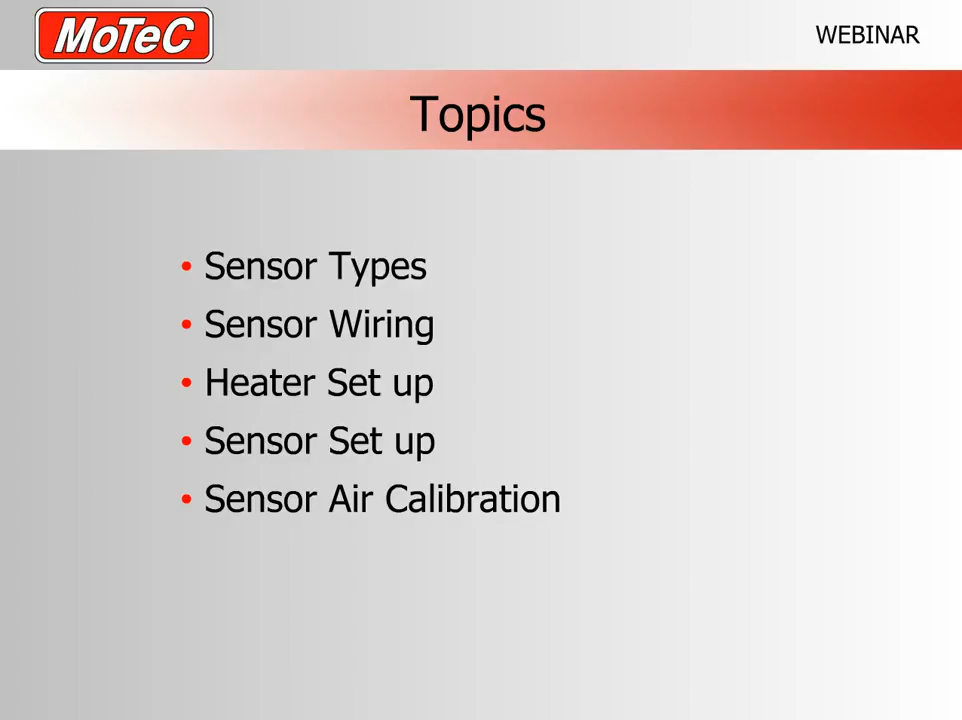 MoTeC
WEBINAR
Topics
• Sensor Types
• Sensor Wiring
• Heater Set up
• Sensor Set up
• Sensor Air Calibration